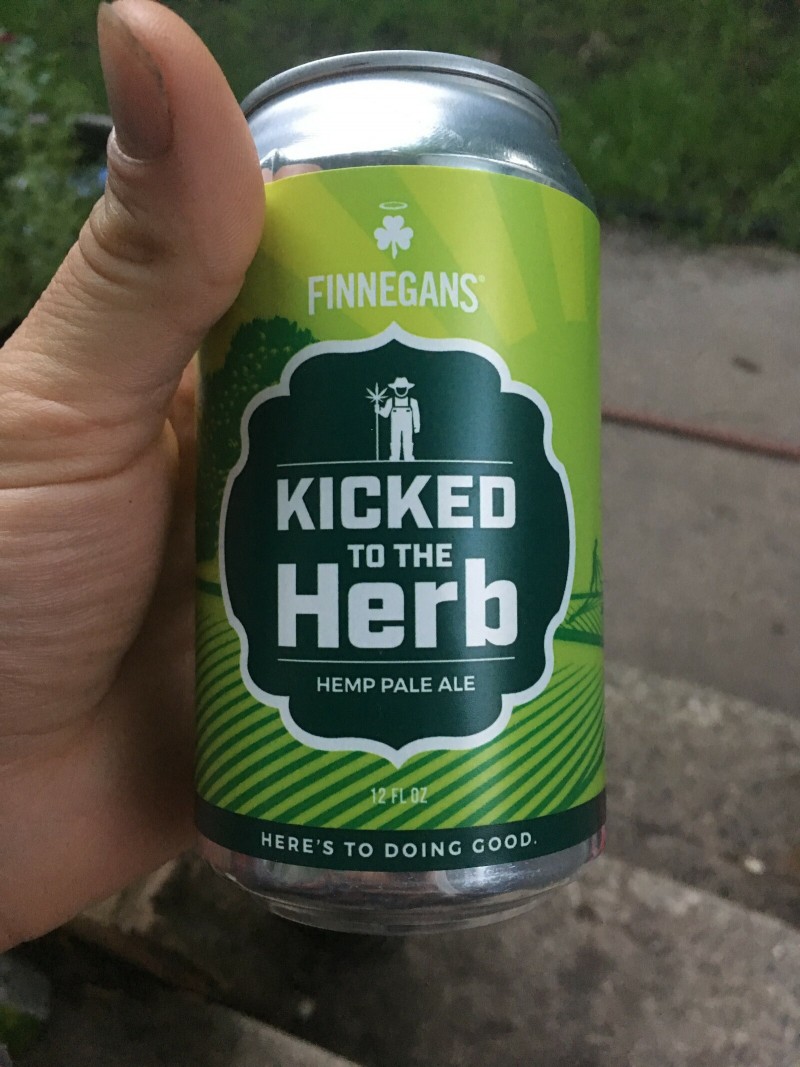 FINNEGANS®
KICKED
TO THE
Herb
HEMP PALE ALE
12 FL OZ
HERE'S TO DOING GOOD.